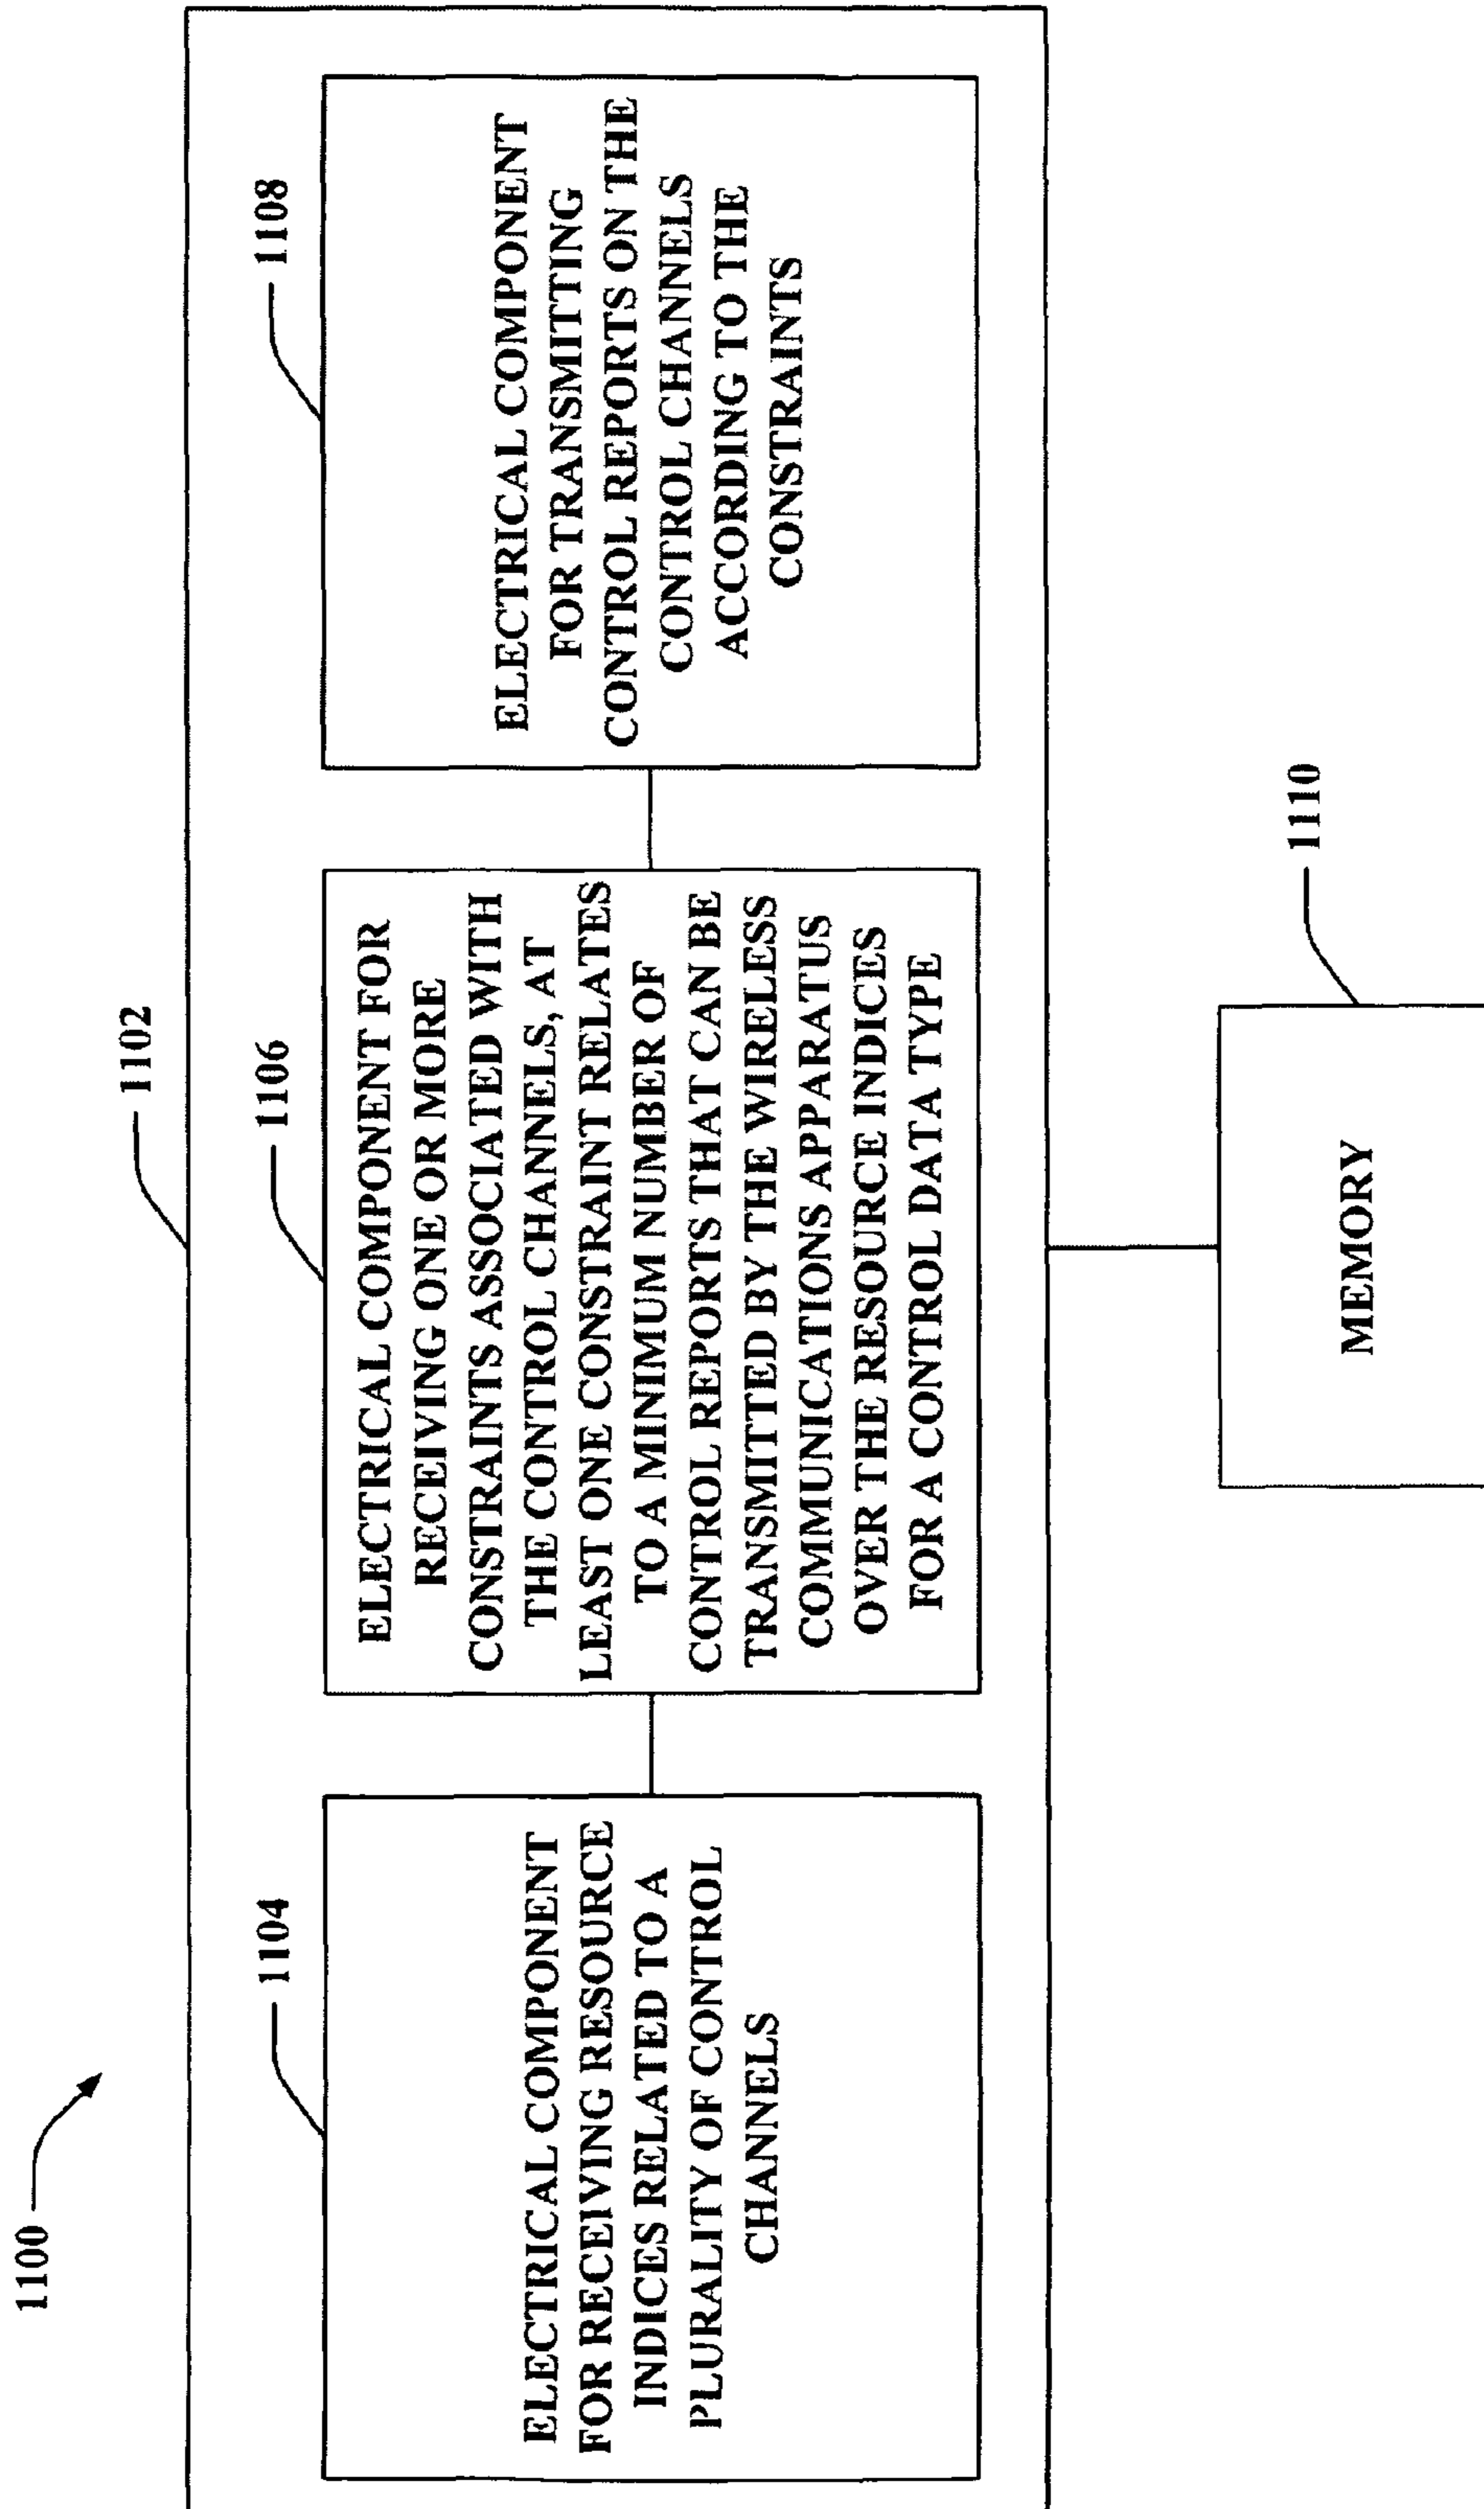 1100
1102
1104
ELECTRICAL COMPONENT
FOR RECEIVING RESOURCE
INDICES RELATED TO A
PLURALITY OF CONTROL
CHANNELS
1106
ELECTRICAL COMPONENT FOR
RECEIVING ONE OR MORE
CONSTRAINTS ASSOCIATED WITH
THE CONTROL CHANNELS, AT
LEAST ONE CONSTRAINT RELATES
TO A MINIMUM NUMBER OF
CONTROL REPORTS THAT CAN BE
TRANSMITTED BY THE WIRELESS
COMMUNICATIONS APPARATUS
OVER THE RESOURCE INDICES
FOR A CONTROL DATA TYPE
1108
ELECTRICAL COMPONENT
FOR TRANSMITTING
CONTROL REPORTS ON THE
CONTROL CHANNELS
ACCORDING TO THE
CONSTRAINTS
1110
MEMORY